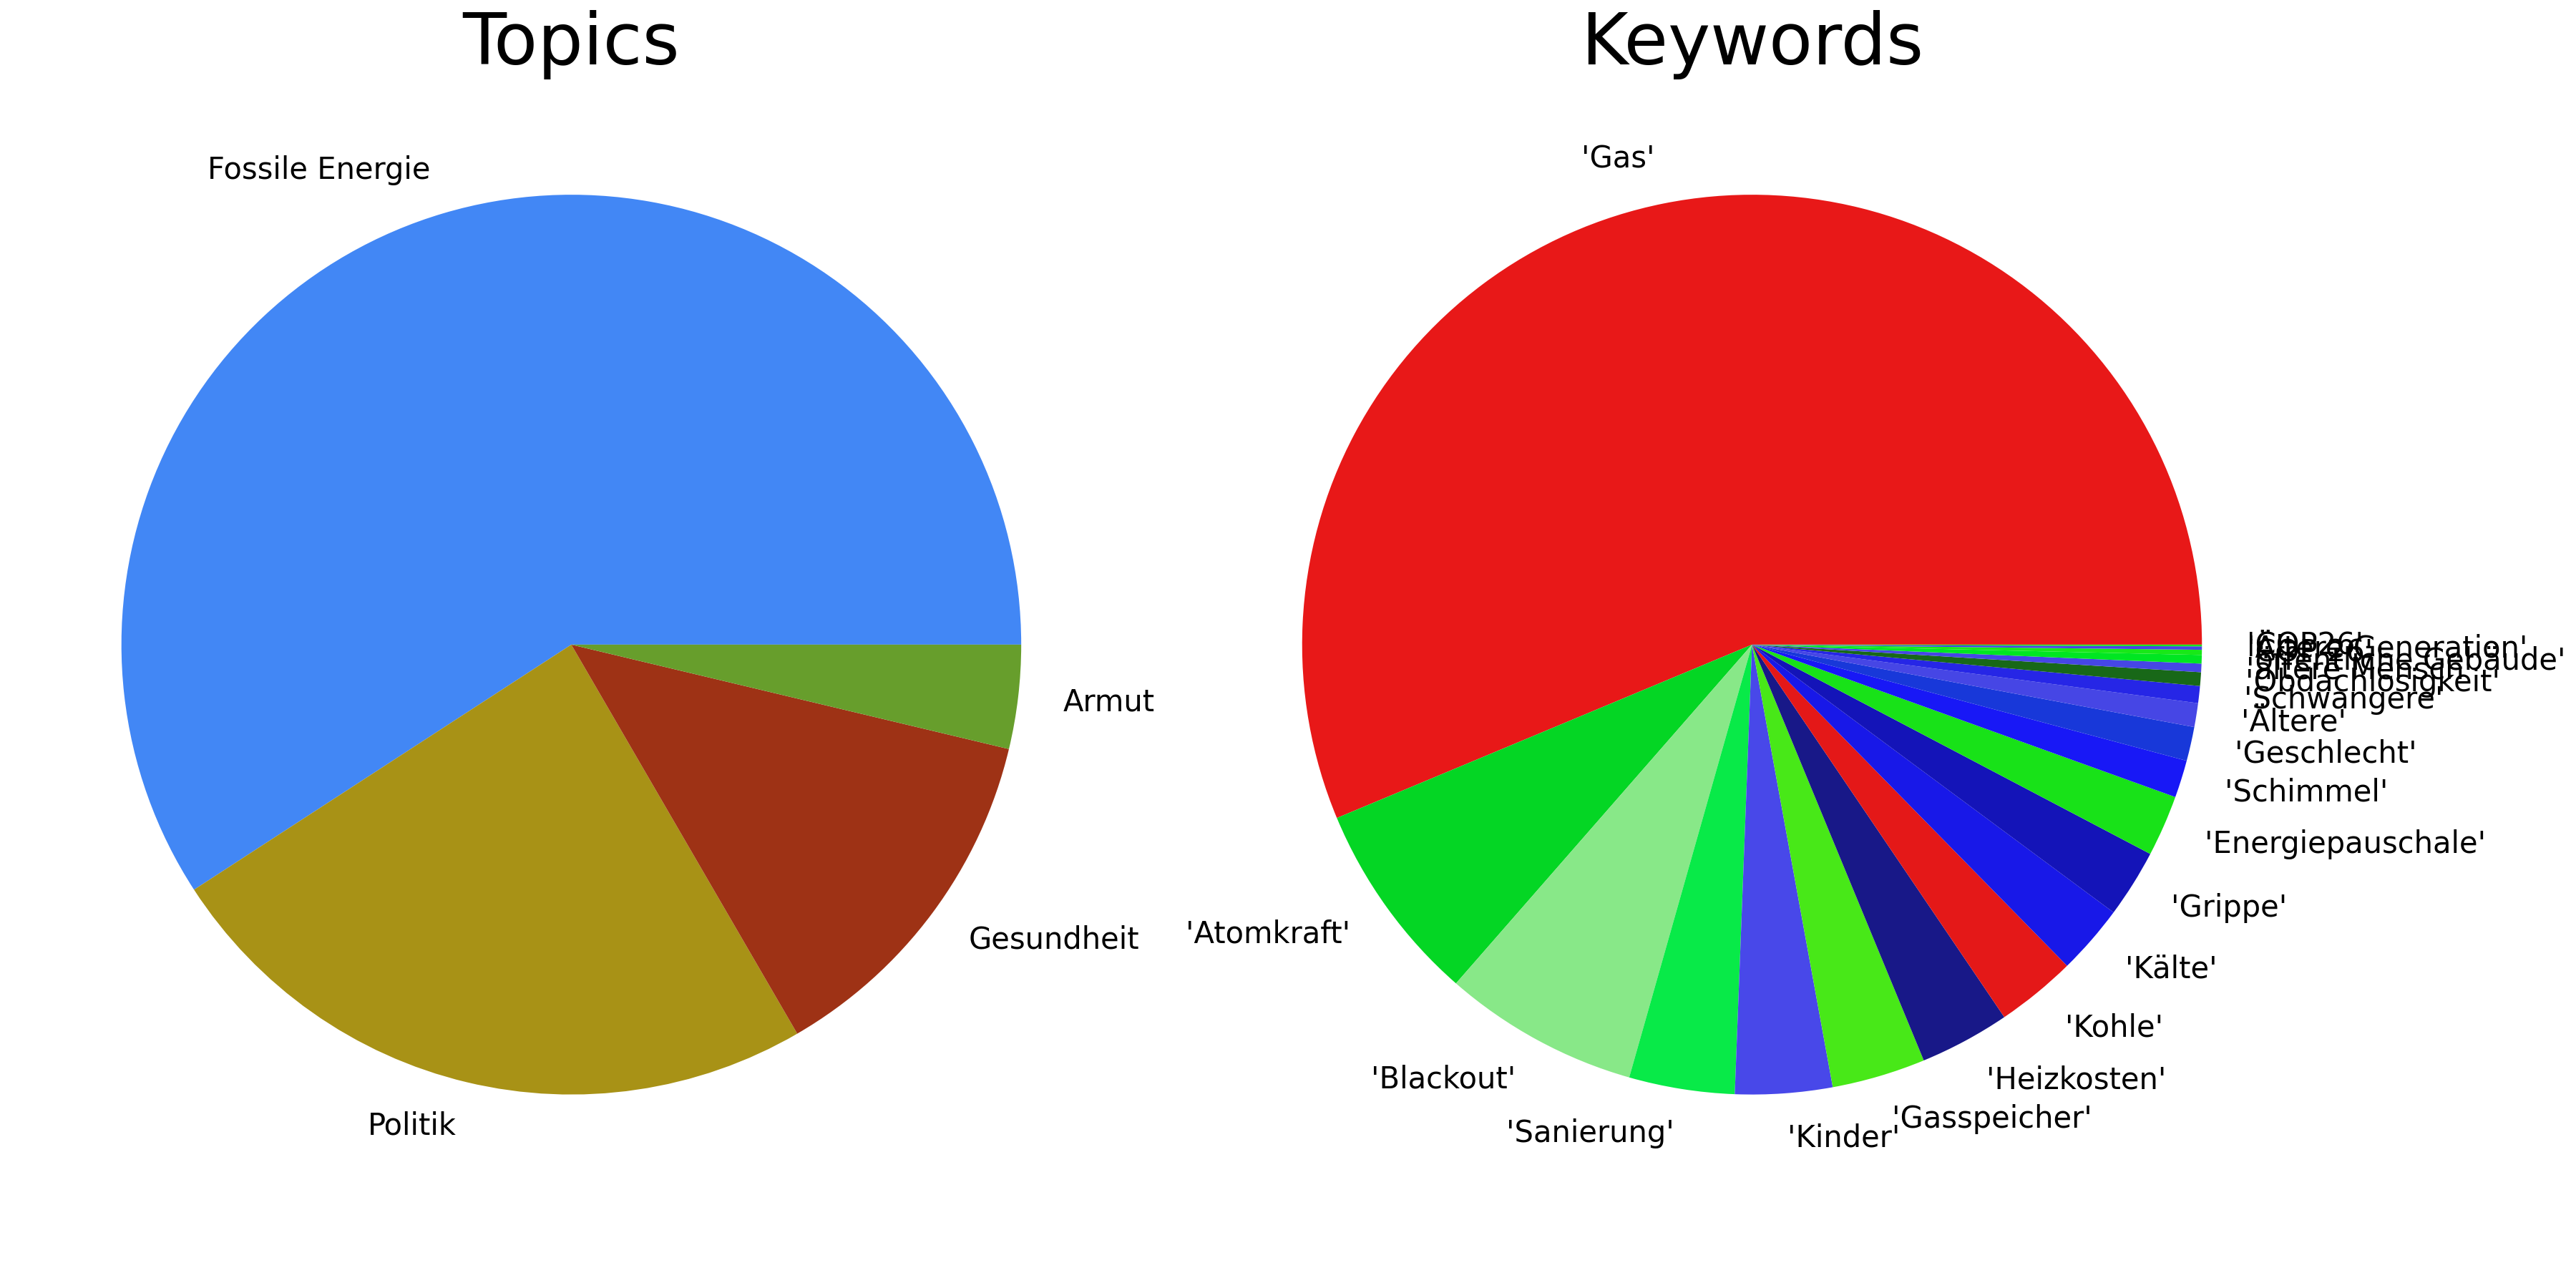 Topics
Fossile Energie
Armut
Gesundheit
Politik
Keywords
'Gas'
'Atomkraft'
'Blackout'
'Sanierung'
'Kinder'
'Gasspeicher'
'Heizkosten'
'Kohle'
'Kälte'
'Grippe'
'Energiepauschale'
'Schimmel'
'Geschlecht'
'Ältere'
'Schwangere'
'Obdachlosigkeit'